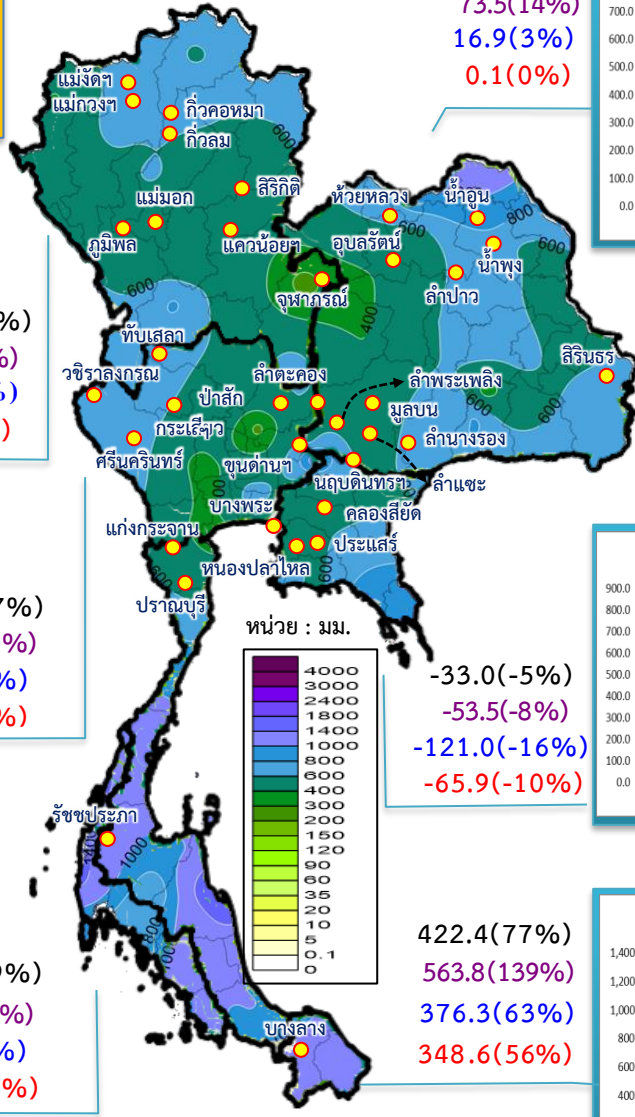 73.5(14%)
16.9(3%)
0.1(0%)
700.0
600.0
500.0
400.0
300.0
200.0
100.0
0.0
แม่งัดฯ
แม่กวงฯ
กิ่วคอหมา
กิ่วลม
600
สิริกิติ์
แม่มอก
ภูมิพล
แควน้อยฯ
ห้วยหลวง
น้ำอูน
800
600
อุบลรัตน์
น้ำพุง
ลำปาว
จุฬาภรณ์
400
600
%)
%)
%)
)
ทับเสลา
วชิราลงกรณ
ป่าสัก
ลำตะคอง
ลำพระเพลิง
สิรินธร
600
กระเสียว
มูลบน
ศรีนครินทร์
ขุนด่านฯ
ลำนางรอง
นฤบดินทรฯ
ลำแซะ
บางพระ
คลองสียัด
แก่งกระจาน
ประแสร์
หนองปลาไหล
600
600
ปราณบุรี
7%)
%)
%)
%)
หน่วย : มม.
4000
3000
2400
1800
1400
1000
800
600
400
300
200
150
120
90
60
35
20
10
5
0.1
0
-33.0(-5%)
-53.5(-8%)
-121.0(-16%)
-65.9(-10%)
900.0
800.0
700.0
600.0
500.0
400.0
300.0
200.0
100.0
0.0
รัชชประภา
1400
1000
800
9%)
%)
%)
%)
422.4(77%)
563.8(139%)
376.3(63%)
348.6(56%)
บางลาง
1,400
1,200
1,000
800
600
400